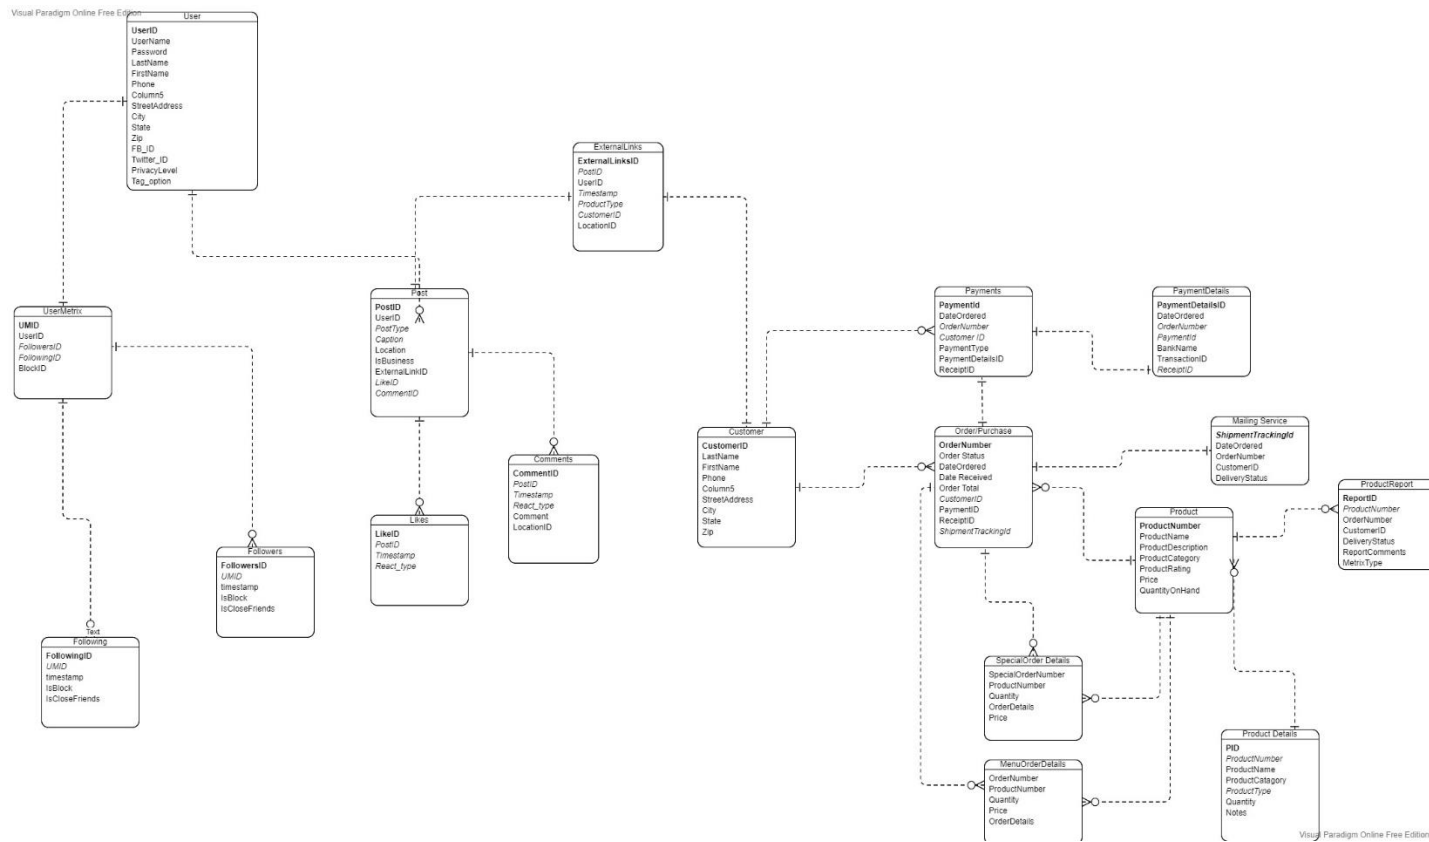 Visual Paradigm Online Free Edition
User
UserID
UserName
Password
LastName
FirstName
Phone
Column5
StreetAddress
City
State
Zip
FB_ID
Twitter_ID
PrivacyLevel
Tag_option
ExternalLinks
ExternalLinksID
PostID
UserID
Timestamp
ProductType
CustomerID
LocationID
UserMetrix
UMID
UserID
FollowersID
FollowingID
BlockID
Post
PostID
UserID
PostType
Caption
Location
IsBusiness
ExternalLinkID
LikeID
CommentID
Payments
PaymentId
DateOrdered
OrderNumber
Customer ID
PaymentType
PaymentDetailsID
ReceiptID
PaymentDetails
PaymentDetailsID
DateOrdered
OrderNumber
PaymentId
BankName
TransactionID
ReceiptID
Customer
CustomerID
LastName
FirstName
Phone
Column5
StreetAddress
City
State
Zip
Order/Purchase
OrderNumber
Order Status
DateOrdered
Date Received
Order Total
CustomerID
PaymentID
ReceiptID
ShipmentTrackingId
Mailing Service
ShipmentTrackingId
DateOrdered
OrderNumber
CustomerID
DeliveryStatus
Comments
CommentID
PostID
Timestamp
React_type
Comment
LocationID
Likes
LikeID
PostID
Timestamp
React_type
ProductReport
ReportID
ProductNumber
OrderNumber
CustomerID
DeliveryStatus
ReportComments
MetrixType
Product
ProductNumber
ProductName
ProductDescription
ProductCategory
ProductRating
Price
QuantityOnHand
Followers
FollowersID
UMID
timestamp
IsBlock
IsCloseFriends
Text
Following
FollowingID
UMID
timestamp
IsBlock
IsCloseFriends
SpecialOrder Details
SpecialOrderNumber
ProductNumber
Quantity
OrderDetails
Price
MenuOrderDetails
OrderNumber
ProductNumber
Quantity
Price
OrderDetails
Product Details
PID
ProductNumber
ProductName
ProductCatagory
ProductType
Quantity
Notes
Visual Paradigm Online Free Edition